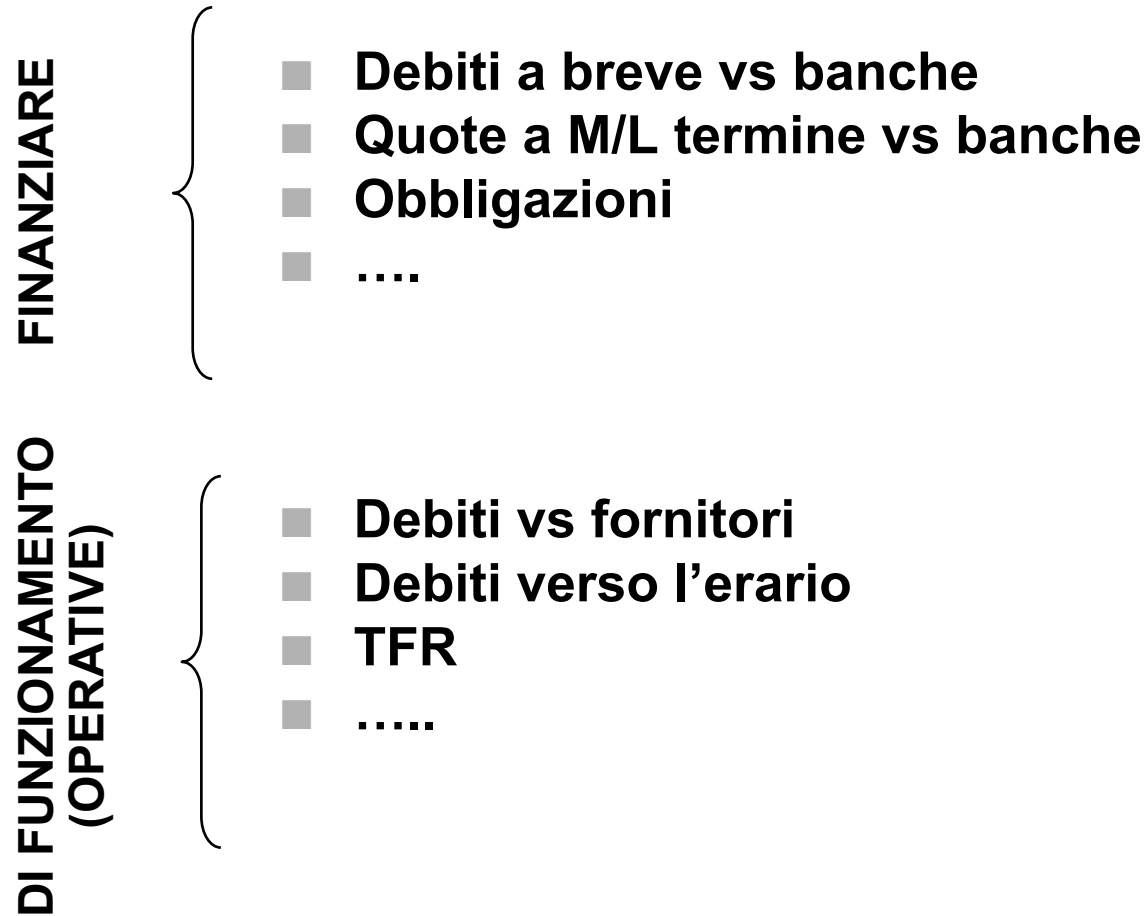 FINANZIARE
■ Debiti a breve vs banche
■ Quote a M/L termine vs banche
■ Obbligazioni
■ ....
DI FUNZIONAMENTO
(OPERATIVE)
■ Debiti vs fornitori
■ Debiti verso l’erario
■ TFR
■ .....